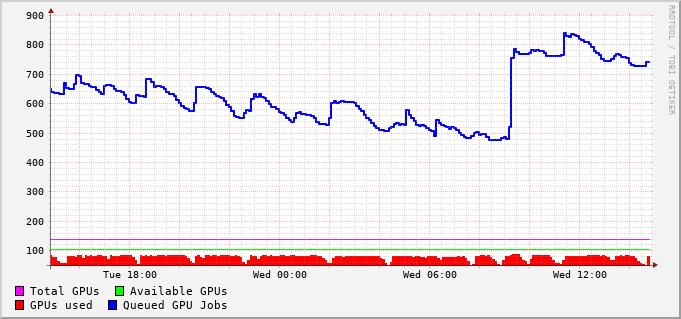 900
800
700
600
500
400
300
200
100
Tue 18:00 Wed 00:00 Wed 06:00 Wed 12:00
Total GPUs Available GPUs
GPUs used Queued GPU Jobs
RRDTOOL / TOBI OETIKER